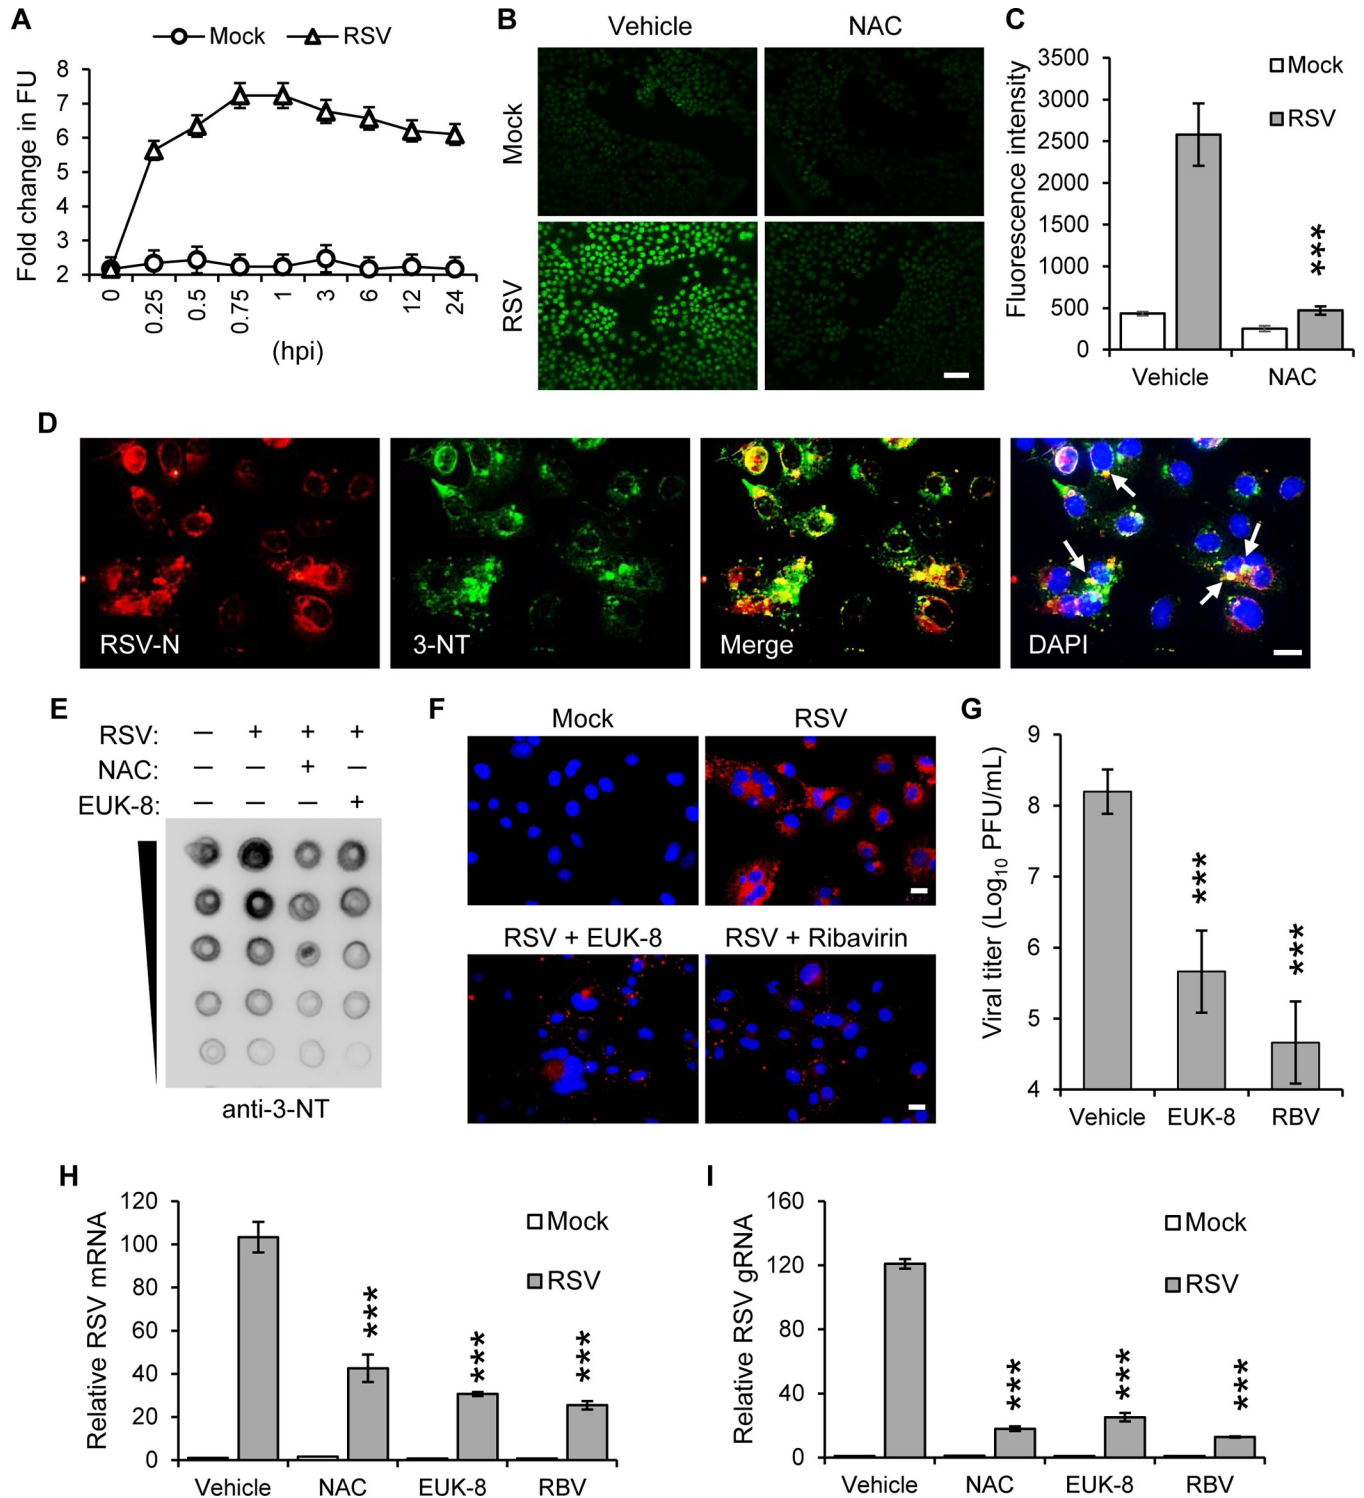 A
Mock
RSV
Fold change in FU
8
7
6
5
4
3
2
0
0.25
0.5
0.75
1
3
6
12
24
(hpi)
B
Vehicle
NAC
Mock
RSV
C
Fluorescence intensity
3500
3000
2500
2000
1500
1000
500
0
Mock
RSV
***
Vehicle
NAC
D
RSV-N
3-NT
Merge
DAPI
E
RSV: – + + +
NAC: – – + –
EUK-8: – – – +
anti-3-NT
F
Mock
RSV
RSV + EUK-8
RSV + Ribavirin
G
Viral titer (Log10 PFU/mL)
9
8
7
6
5
4
***
***
Vehicle
EUK-8
RBV
H
Relative RSV mRNA
120
100
80
60
40
20
0
Mock
RSV
***
***
***
Vehicle
NAC
EUK-8
RBV
I
Relative RSV gRNA
160
120
80
40
0
Mock
RSV
***
***
***
Vehicle
NAC
EUK-8
RBV